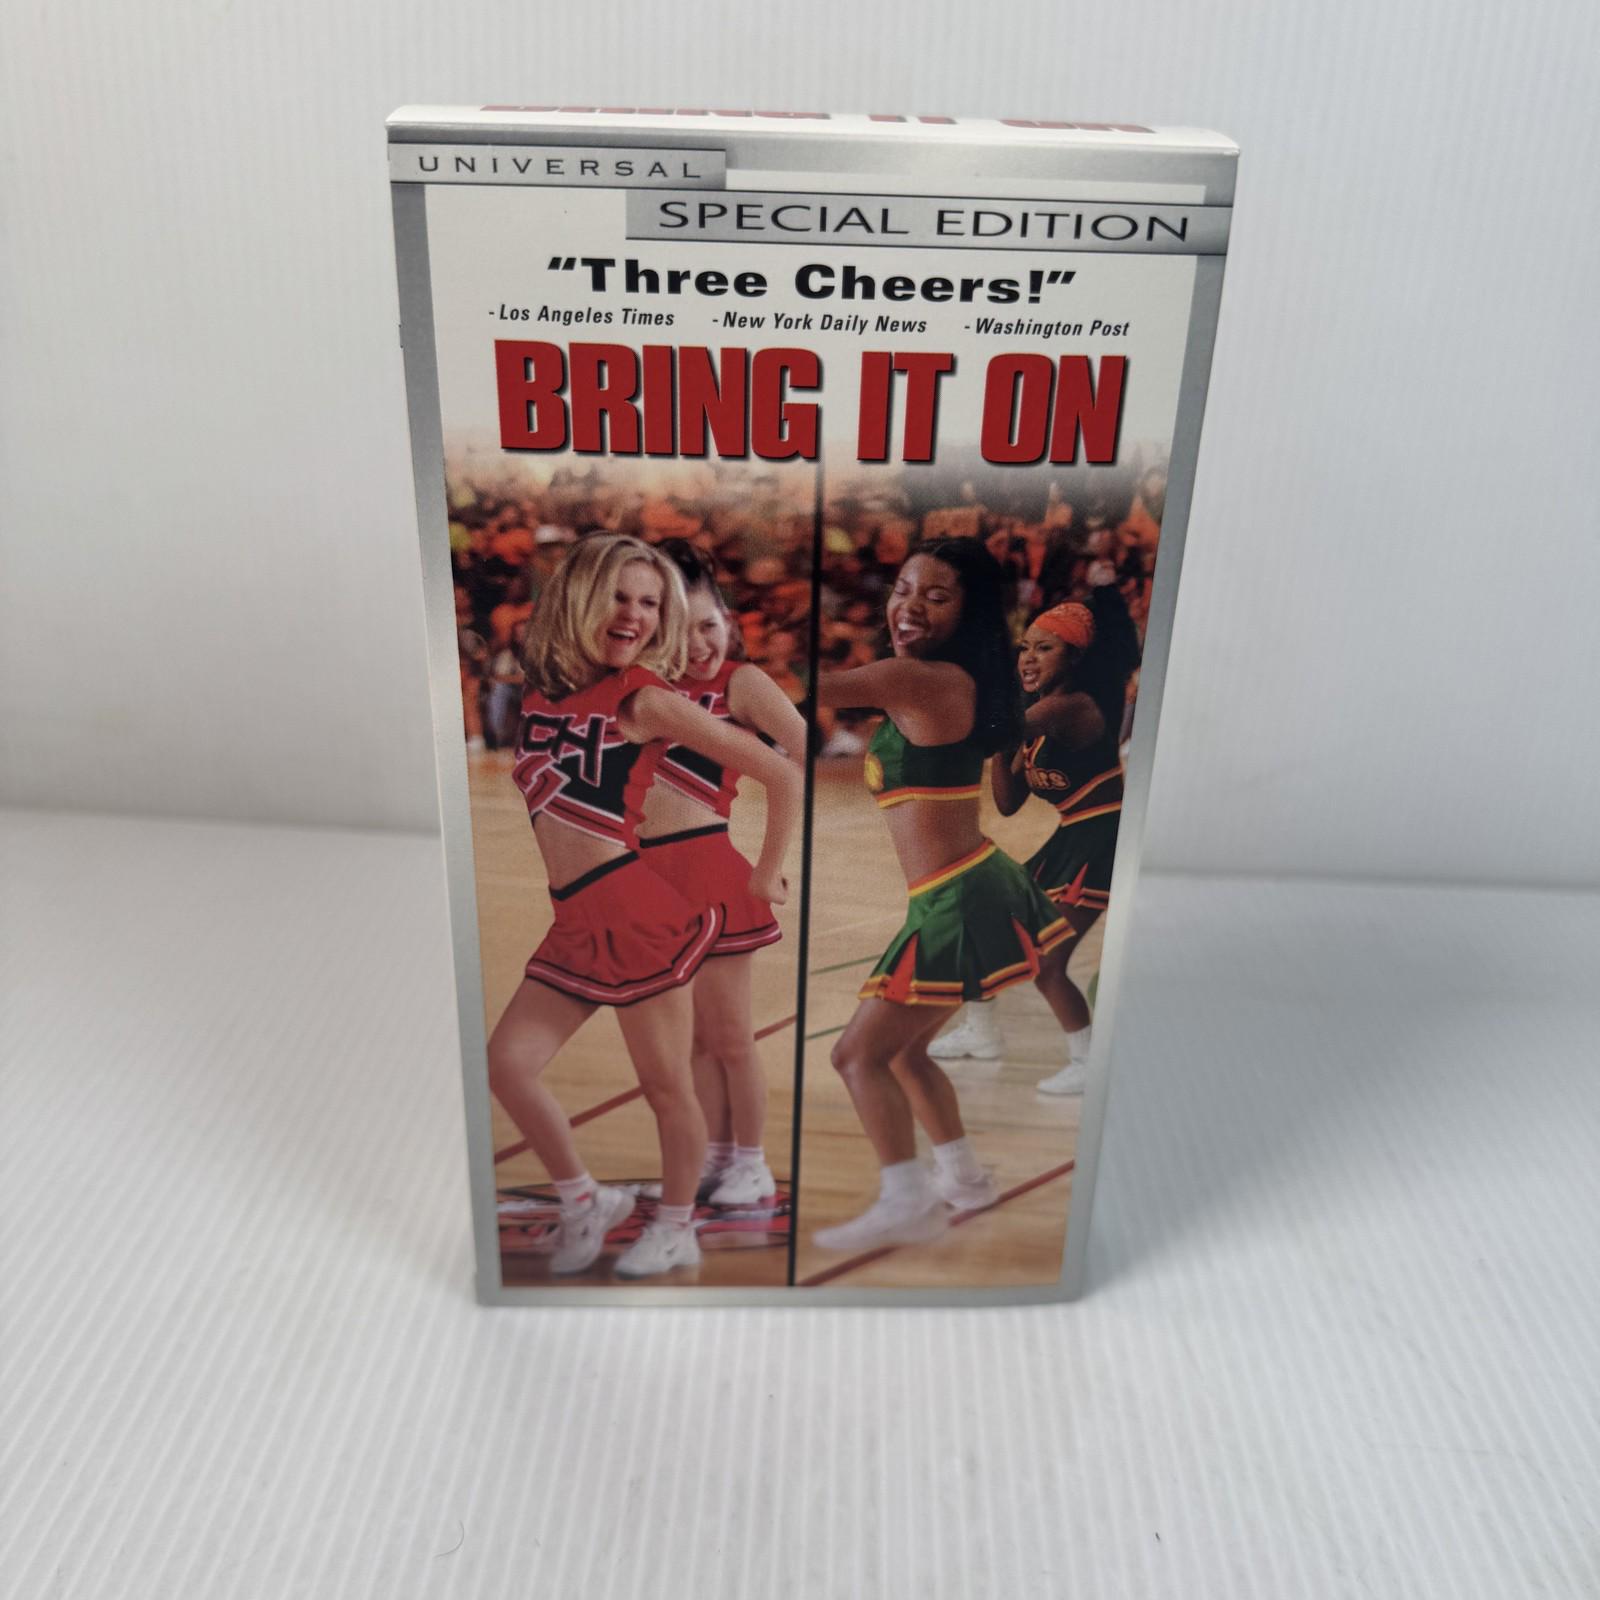 BRING IT ON
UNIVERSAL
SPECIAL EDITION
“Three Cheers!”
-Los Angeles Times -New York Daily News -Washington Post
BRING IT ON
CH